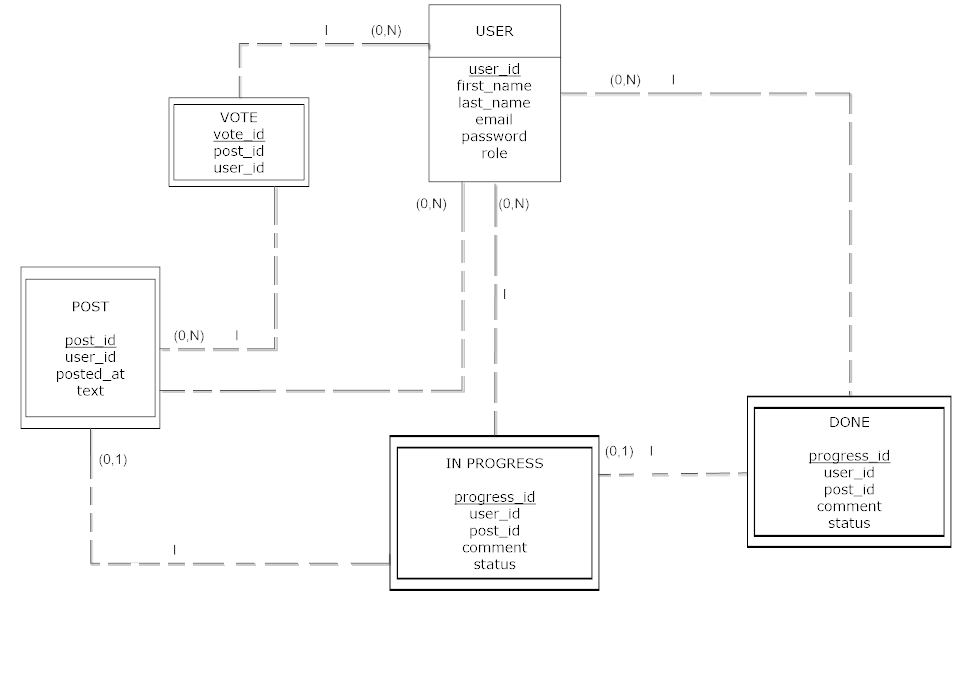 I
(0,N)
USER
user_id
first_name
last_name
email
password
role
(0,N)
I
VOTE
vote_id
post_id
user_id
(0,N)
(0,N)
I
POST
post_id
user_id
posted_at
text
(0,N)
I
(0,1)
I
IN PROGRESS
progress_id
user_id
post_id
comment
status
(0,1)
I
DONE
progress_id
user_id
post_id
comment
status